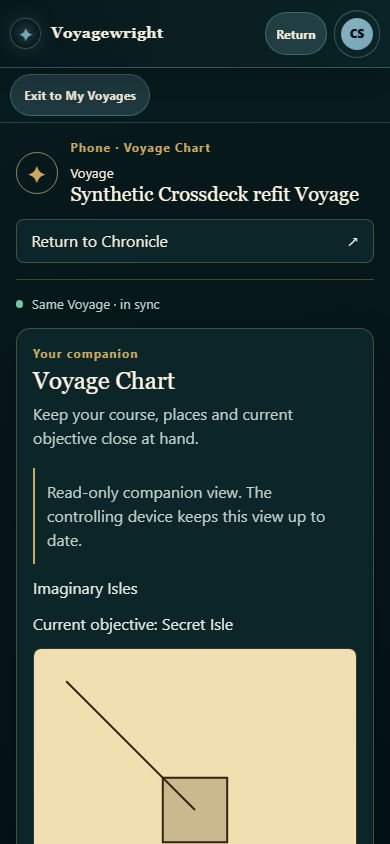 Voyagewright
Return
CS
Exit to My Voyages
Phone · Voyage Chart
Voyage
Synthetic Crossdeck refit Voyage
Return to Chronicle ↗
Same Voyage · in sync
Your companion
Voyage Chart
Keep your course, places and current
objective close at hand.
Read-only companion view. The
controlling device keeps this view up to
date.
Imaginary Isles
Current objective: Secret Isle